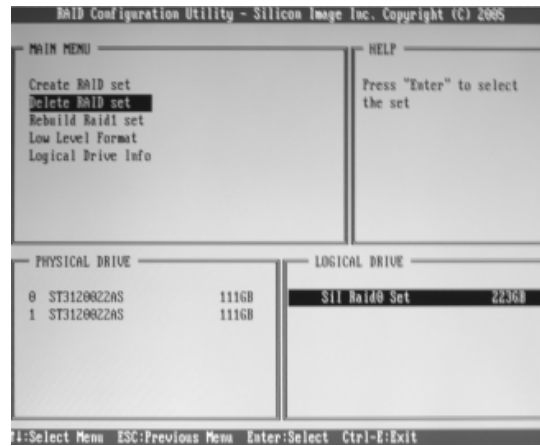 RAID Configuration Utility - Silicon Image Inc. Copyright (C) 2005
MAIN MENU
Create RAID set
Delete RAID set
Rebuild Raid1 set
Low Level Format
Logical Drive Info
HELP
Press "Enter" to select
the set
PHYSICAL DRIVE
0 ST3120022AS 111GB
1 ST3120022AS 111GB
LOGICAL DRIVE
Sil Raid0 Set 223GB
↑↓:Select Menu ESC:Previous Menu Enter:Select Ctrl-E:Exit